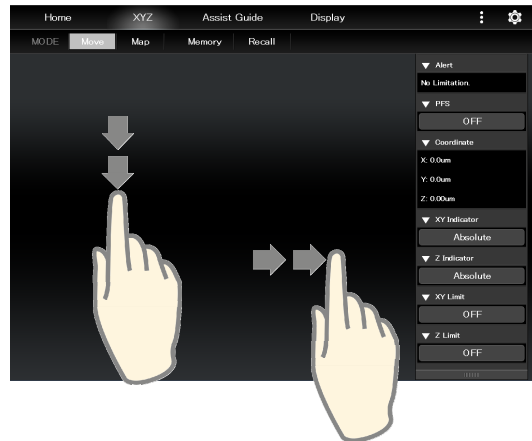 Home XYZ Assist Guide Display
MODE Move Map Memory Recall
Alert
No Limitation.
PFS
OFF
Coordinate
X: 0.0um
Y: 0.0um
Z: 0.00um
XY Indicator
Absolute
Z Indicator
Absolute
XY Limit
OFF
Z Limit
OFF